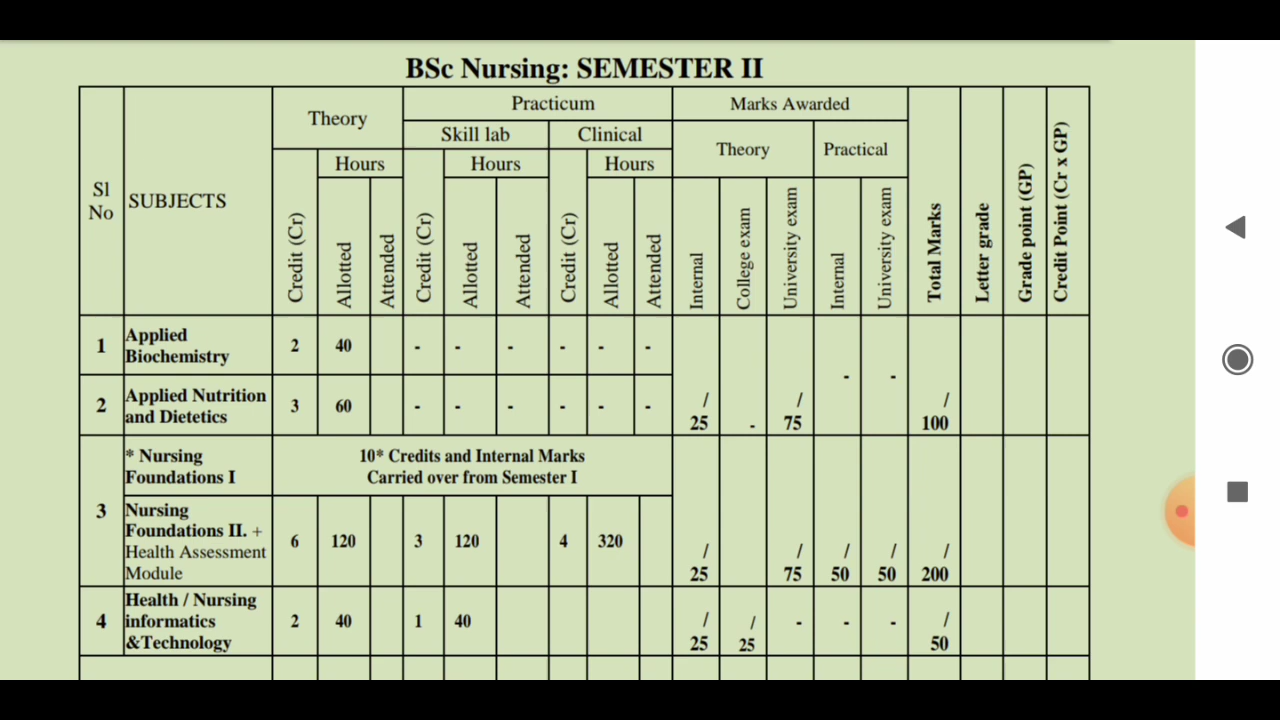 BSc Nursing: SEMESTER II
Sl
No
SUBJECTS
Theory
Practicum
Marks Awarded
Skill lab
Clinical
Theory
Practical
Hours
Hours
Hours
Credit (Cr)
Allotted
Attended
Credit (Cr)
Allotted
Attended
Credit (Cr)
Allotted
Attended
Internal
College exam
University exam
Internal
University exam
Total Marks
Letter grade
Grade point (GP)
Credit Point (Cr x GP)
1 Applied
Biochemistry
2 40 - - - - - -
2 Applied Nutrition
and Dietetics
3 60 - - - - - -
/ / - - /
25 - 75 100
3
* Nursing
Foundations I
10* Credits and Internal Marks
Carried over from Semester I
Nursing
Foundations II. +
Health Assessment
Module
6 120 3 120 4 320
/ / / / /
25 75 50 50 200
4 Health / Nursing
informatics
&Technology
2 40 1 40
/ / - - - /
25 25 50